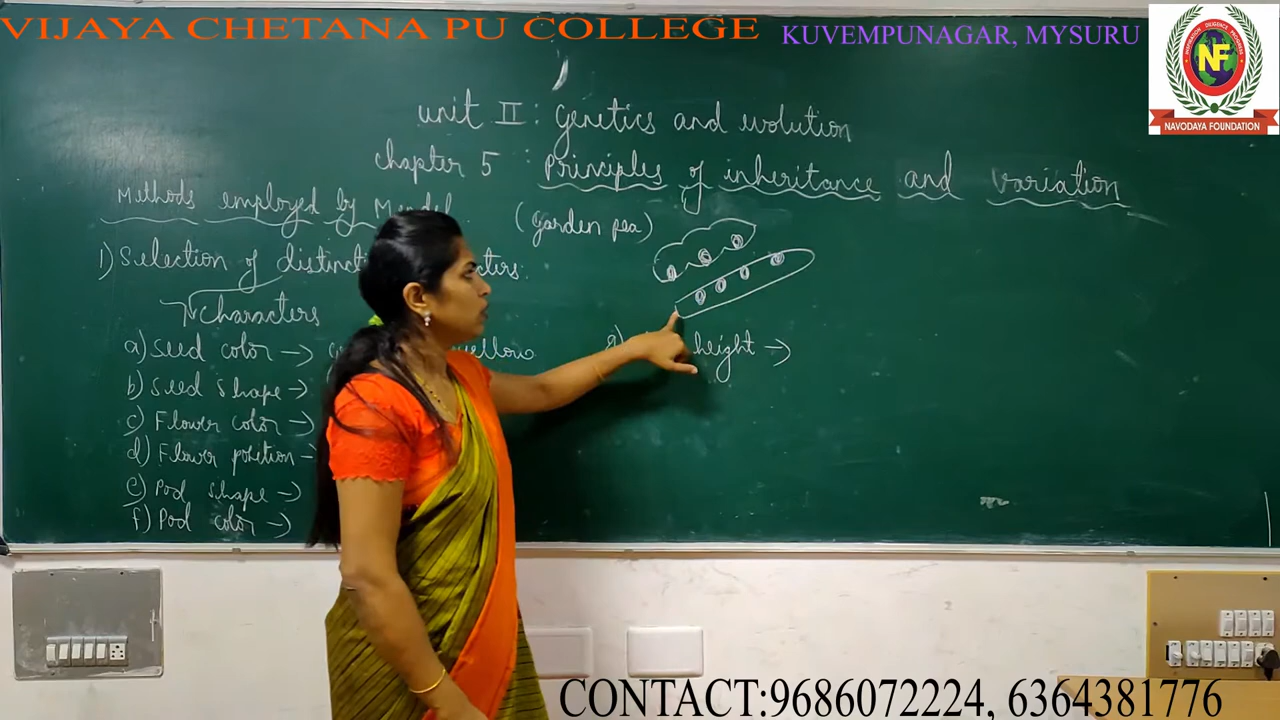 VIJAYA CHETANA PU COLLEGE KUVEMPUNAGAR, MYSURU
NF
NAVODAYA FOUNDATION
Unit II : Genetics and evolution
Chapter 5 : Principles of inheritance and variation
Methods employed by Mendel. (Garden pea)
1) Selection of distinct
7 Characters
a) Seed color → yellow
b) Seed shape →
c) Flower color →
d) Flower position →
e) Pod shape →
f) Pod color →
g) height →
CONTACT:9686072224, 6364381776